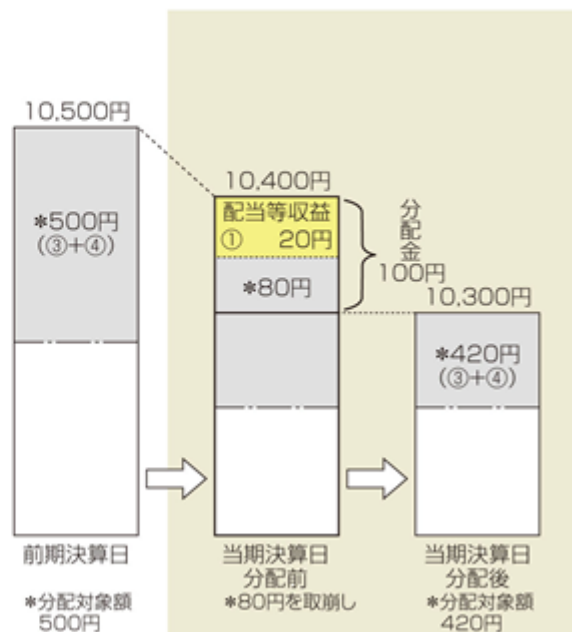 10,500円
*500円
(③+④)
前期決算日
*分配対象額
500円
10,400円
配当等収益
① 20円
*80円
分配金
100円
当期決算日
分配前
*80円を取崩し
10,300円
*420円
(③+④)
当期決算日
分配後
*分配対象額
420円